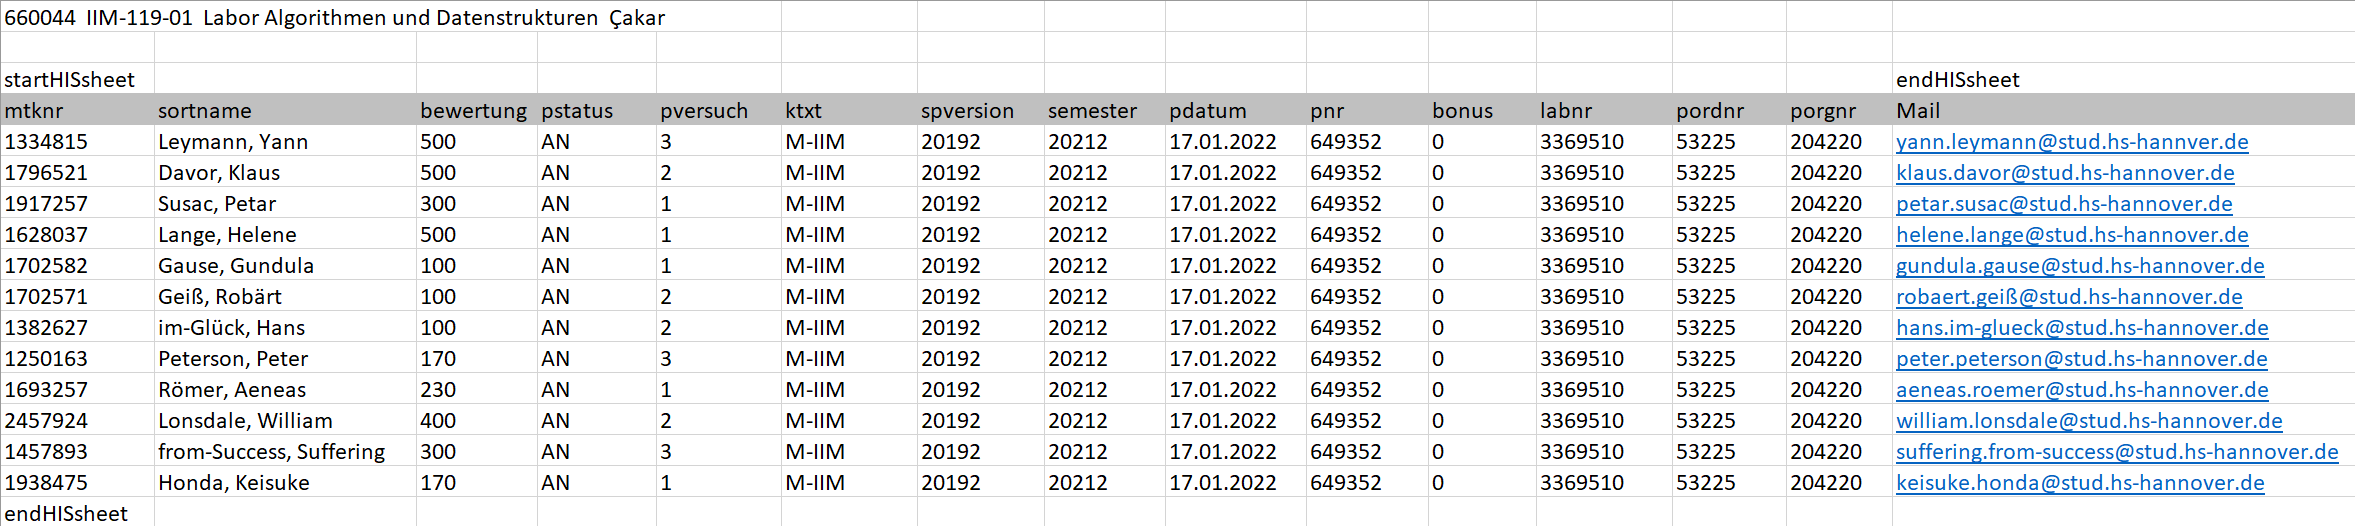 660044 IIM-119-01 Labor Algorithmen und Datenstrukturen Çakar
startHISsheet endHISsheet
mtknr sortname bewertung pstatus pversuch ktxt spversion semester pdatum pnr bonus labnr pordnr porgnr Mail
1334815 Leymann, Yann 500 AN 3 M-IIM 20192 20212 17.01.2022 649352 0 3369510 53225 204220 yann.leymann@stud.hs-hannver.de
1796521 Davor, Klaus 500 AN 2 M-IIM 20192 20212 17.01.2022 649352 0 3369510 53225 204220 klaus.davor@stud.hs-hannover.de
1917257 Susac, Petar 300 AN 1 M-IIM 20192 20212 17.01.2022 649352 0 3369510 53225 204220 petar.susac@stud.hs-hannover.de
1628037 Lange, Helene 500 AN 1 M-IIM 20192 20212 17.01.2022 649352 0 3369510 53225 204220 helene.lange@stud.hs-hannover.de
1702582 Gause, Gundula 100 AN 1 M-IIM 20192 20212 17.01.2022 649352 0 3369510 53225 204220 gundula.gause@stud.hs-hannover.de
1702571 Geiß, Robärt 100 AN 2 M-IIM 20192 20212 17.01.2022 649352 0 3369510 53225 204220 robaert.geiß@stud.hs-hannover.de
1382627 im-Glück, Hans 100 AN 2 M-IIM 20192 20212 17.01.2022 649352 0 3369510 53225 204220 hans.im-glueck@stud.hs-hannover.de
1250163 Peterson, Peter 170 AN 3 M-IIM 20192 20212 17.01.2022 649352 0 3369510 53225 204220 peter.peterson@stud.hs-hannover.de
1693257 Römer, Aeneas 230 AN 1 M-IIM 20192 20212 17.01.2022 649352 0 3369510 53225 204220 aeneas.roemer@stud.hs-hannover.de
2457924 Lonsdale, William 400 AN 2 M-IIM 20192 20212 17.01.2022 649352 0 3369510 53225 204220 william.lonsdale@stud.hs-hannover.de
1457893 from-Success, Suffering 300 AN 3 M-IIM 20192 20212 17.01.2022 649352 0 3369510 53225 204220 suffering.from-success@stud.hs-hannover.de
1938475 Honda, Keisuke 170 AN 1 M-IIM 20192 20212 17.01.2022 649352 0 3369510 53225 204220 keisuke.honda@stud.hs-hannover.de
endHISsheet